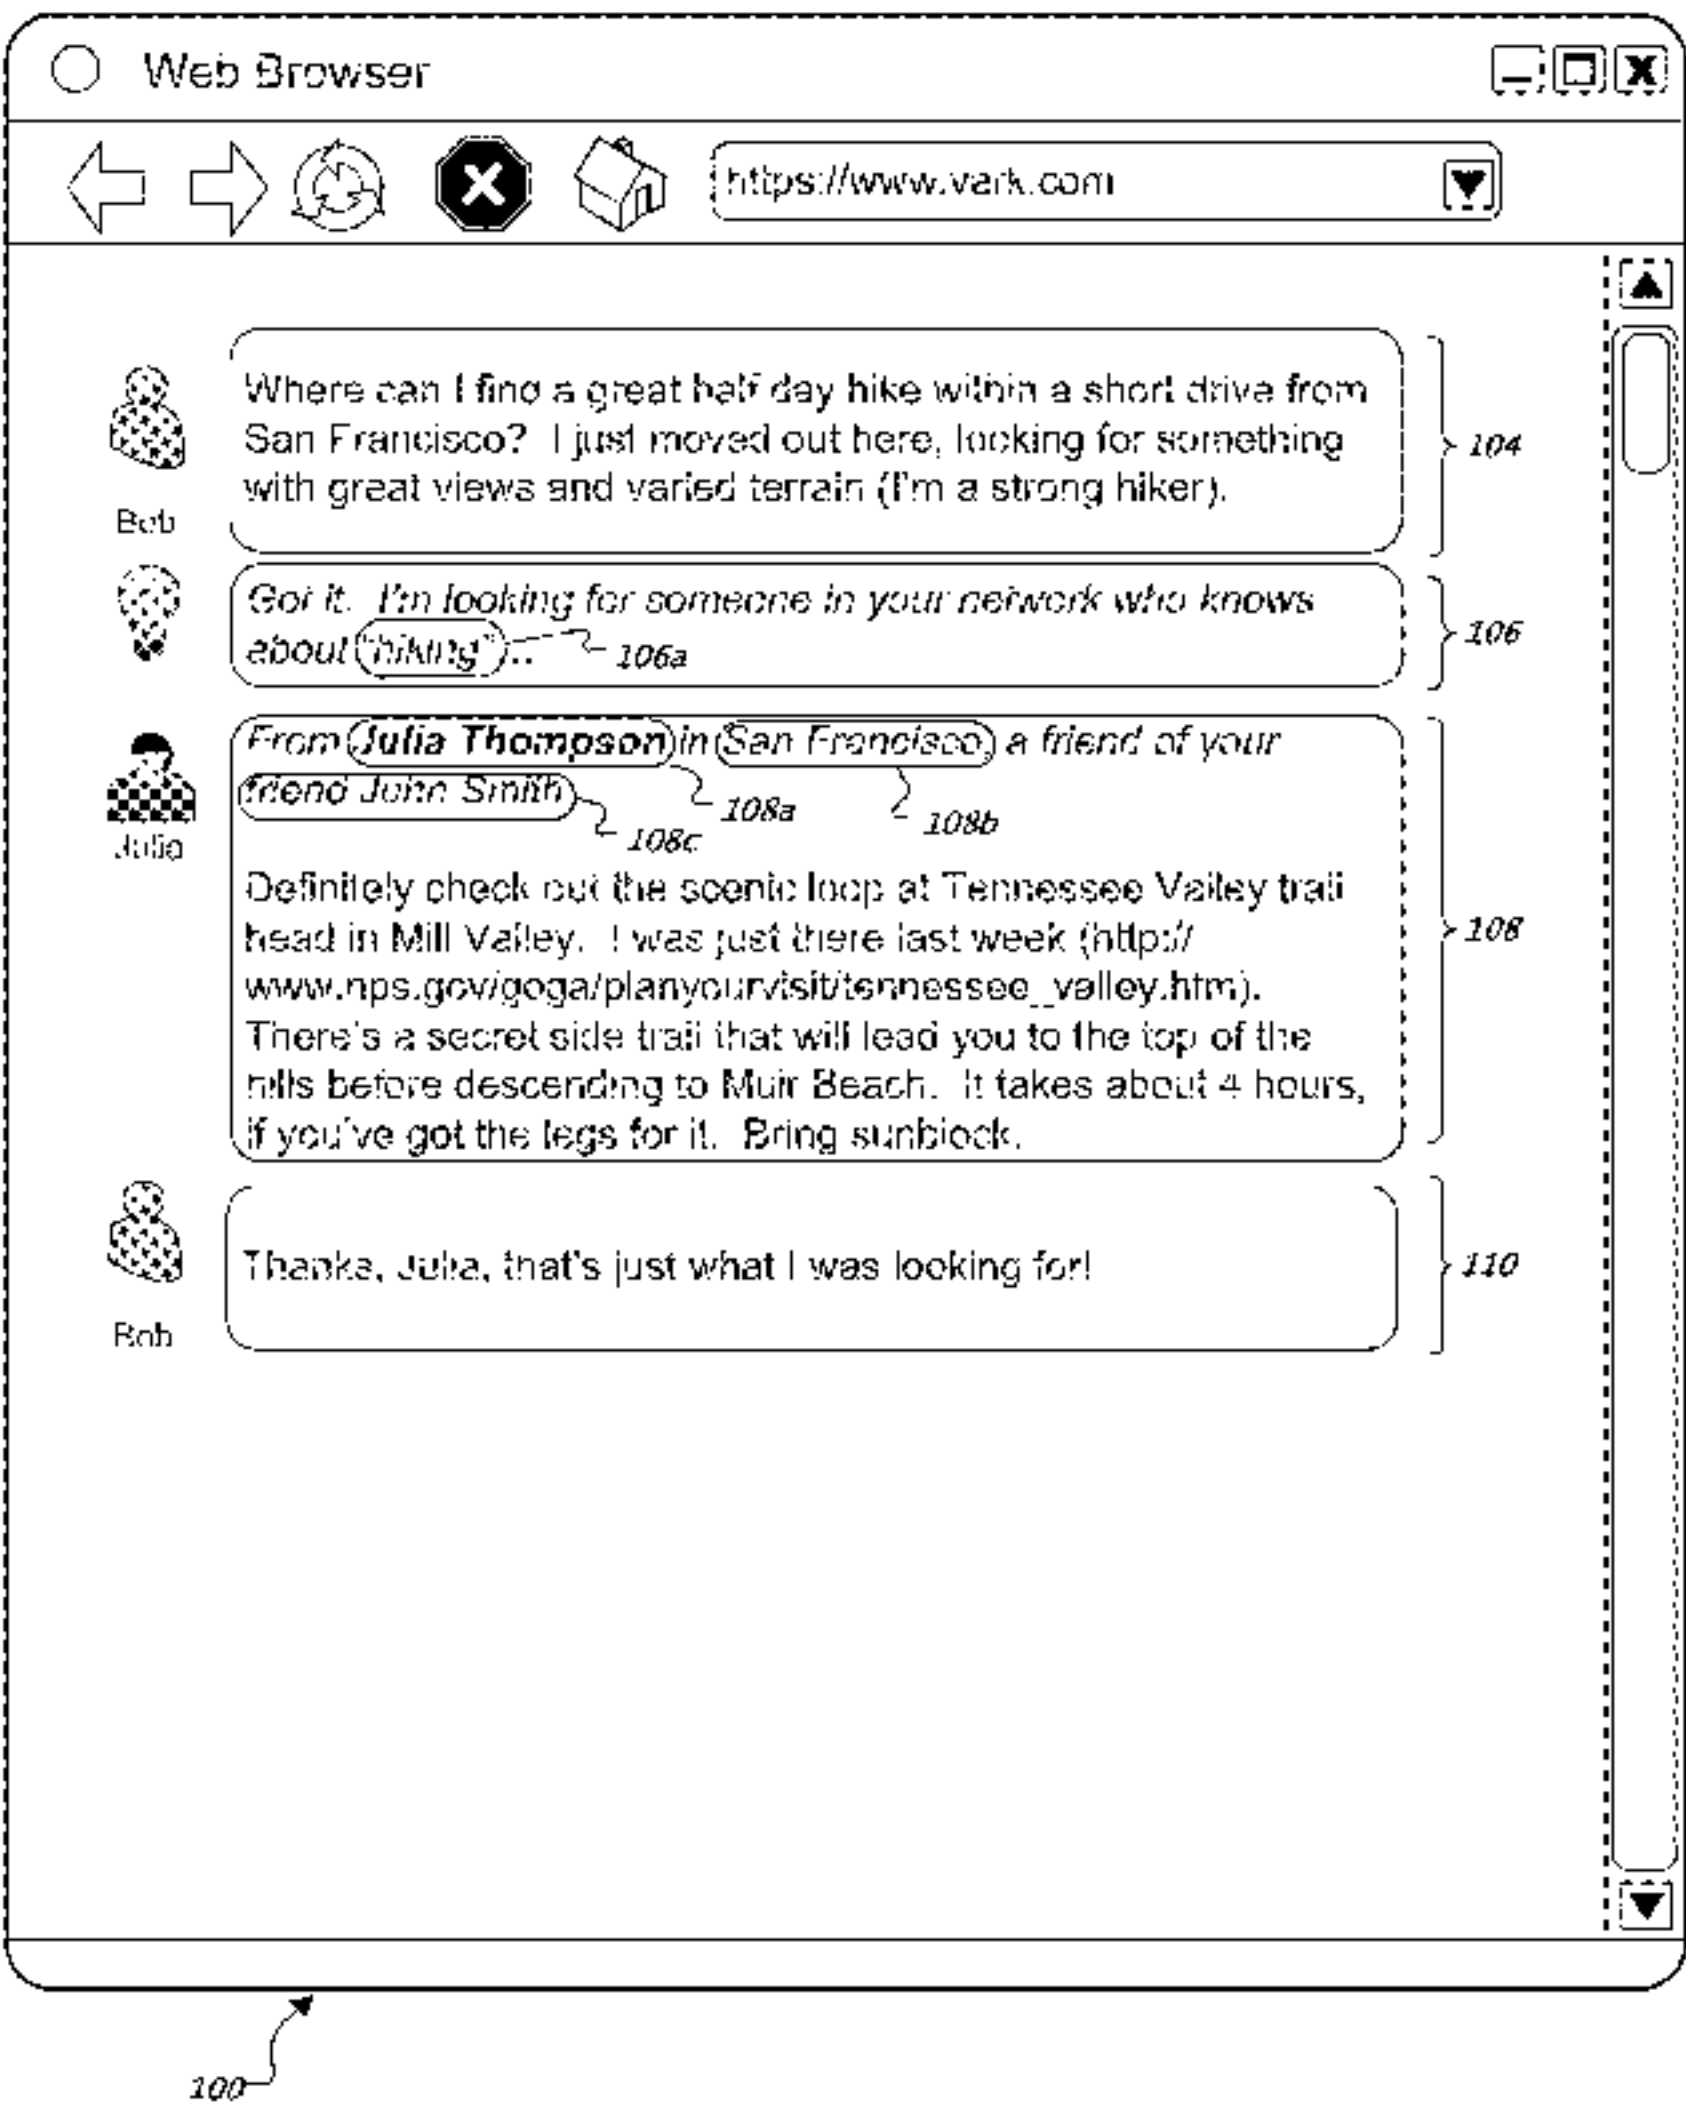 Web Browser
https://www.vark.com
Where can I find a great half day hike within a short drive from
San Francisco? I just moved out here, looking for something
with great views and varied terrain (I'm a strong hiker).
104
Bob
Got it. I'm looking for someone in your network who knows
about "hiking"...
106a
106
From Julia Thompson in San Francisco, a friend of your
friend John Smith
108a
108b
108c
Julia
Definitely check out the scenic loop at Tennessee Valley trail
head in Mill Valley. I was just there last week (http://
www.nps.gov/goga/planyourvisit/tennessee_valley.htm).
There's a secret side trail that will lead you to the top of the
hills before descending to Muir Beach. It takes about 4 hours,
if you've got the legs for it. Bring sunblock.
108
Thanks, Julia, that's just what I was looking for!
110
Bob
100